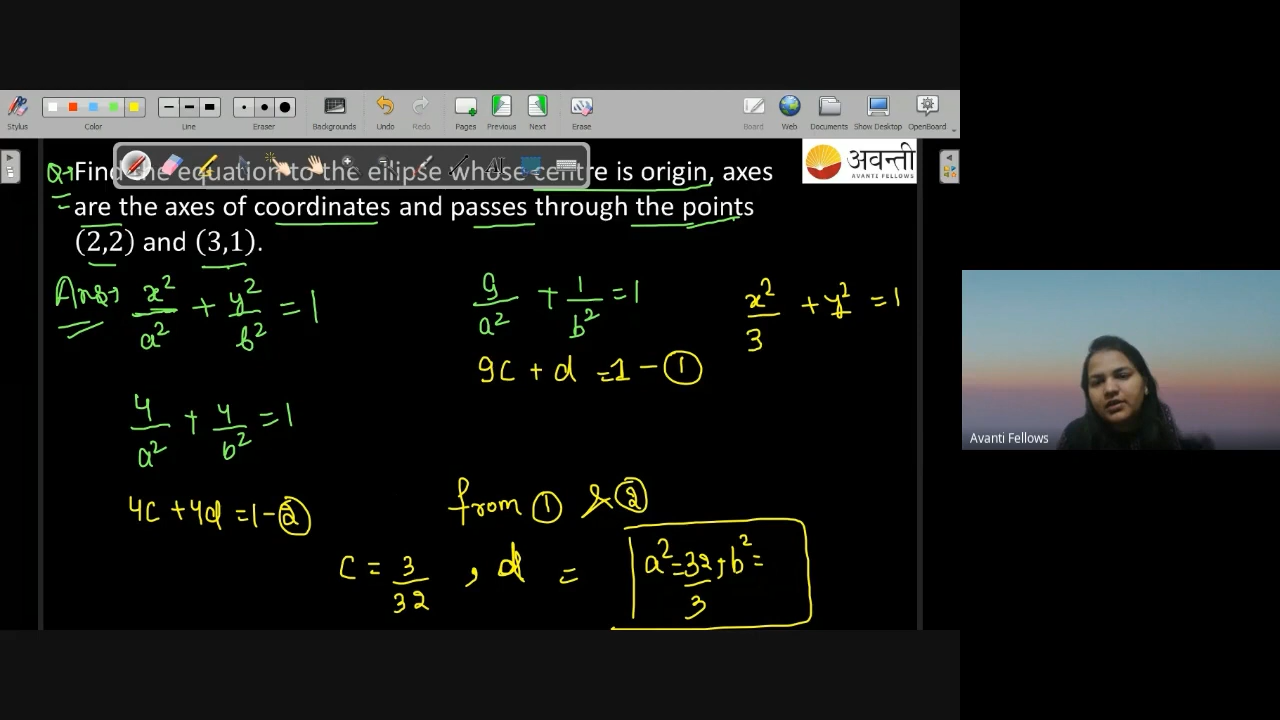 Stylus
Color
Line
Eraser
Backgrounds
Undo
Redo
Pages
Previous
Next
Erase
Board
Web
Documents
Show Desktop
OpenBoard
Q→ Find the equation to the ellipse whose centre is origin, axes
are the axes of coordinates and passes through the points
(2,2) and (3,1).
अवन्ती
AVANTI FELLOWS
Ans→ x²/a² + y²/b² = 1
9/a² + 1/b² = 1
x²/3 + y² = 1
9c + d = 1 - ①
4/a² + 4/b² = 1
4c + 4d = 1 - ②
from ① & ②
c = 3/32 , d =
a² = 32/3, b² =
Avanti Fellows